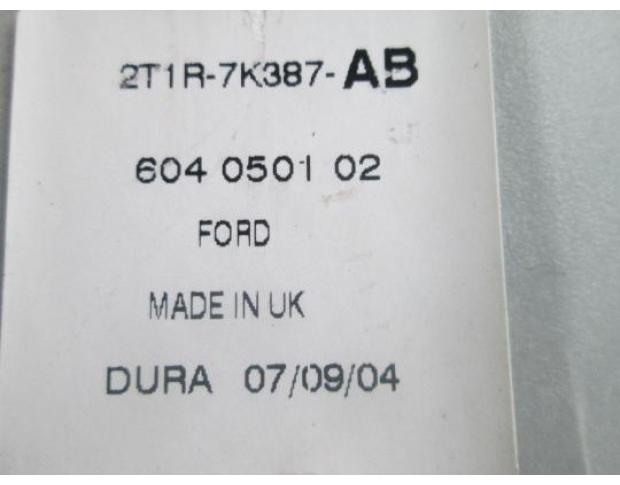 2T1R-7K387-AB
604 0501 02
FORD
MADE IN UK
DURA 07/09/04